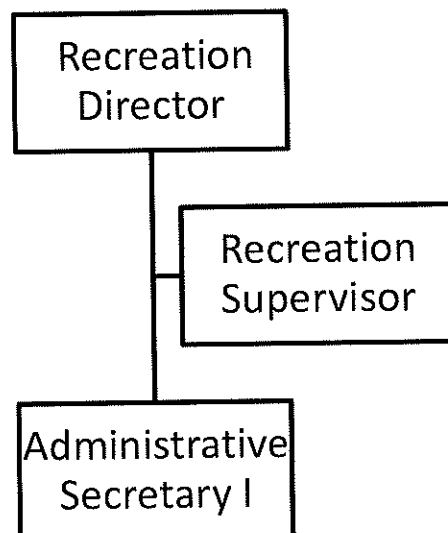 Recreation
Director
Recreation
Supervisor
Administrative
Secretary I